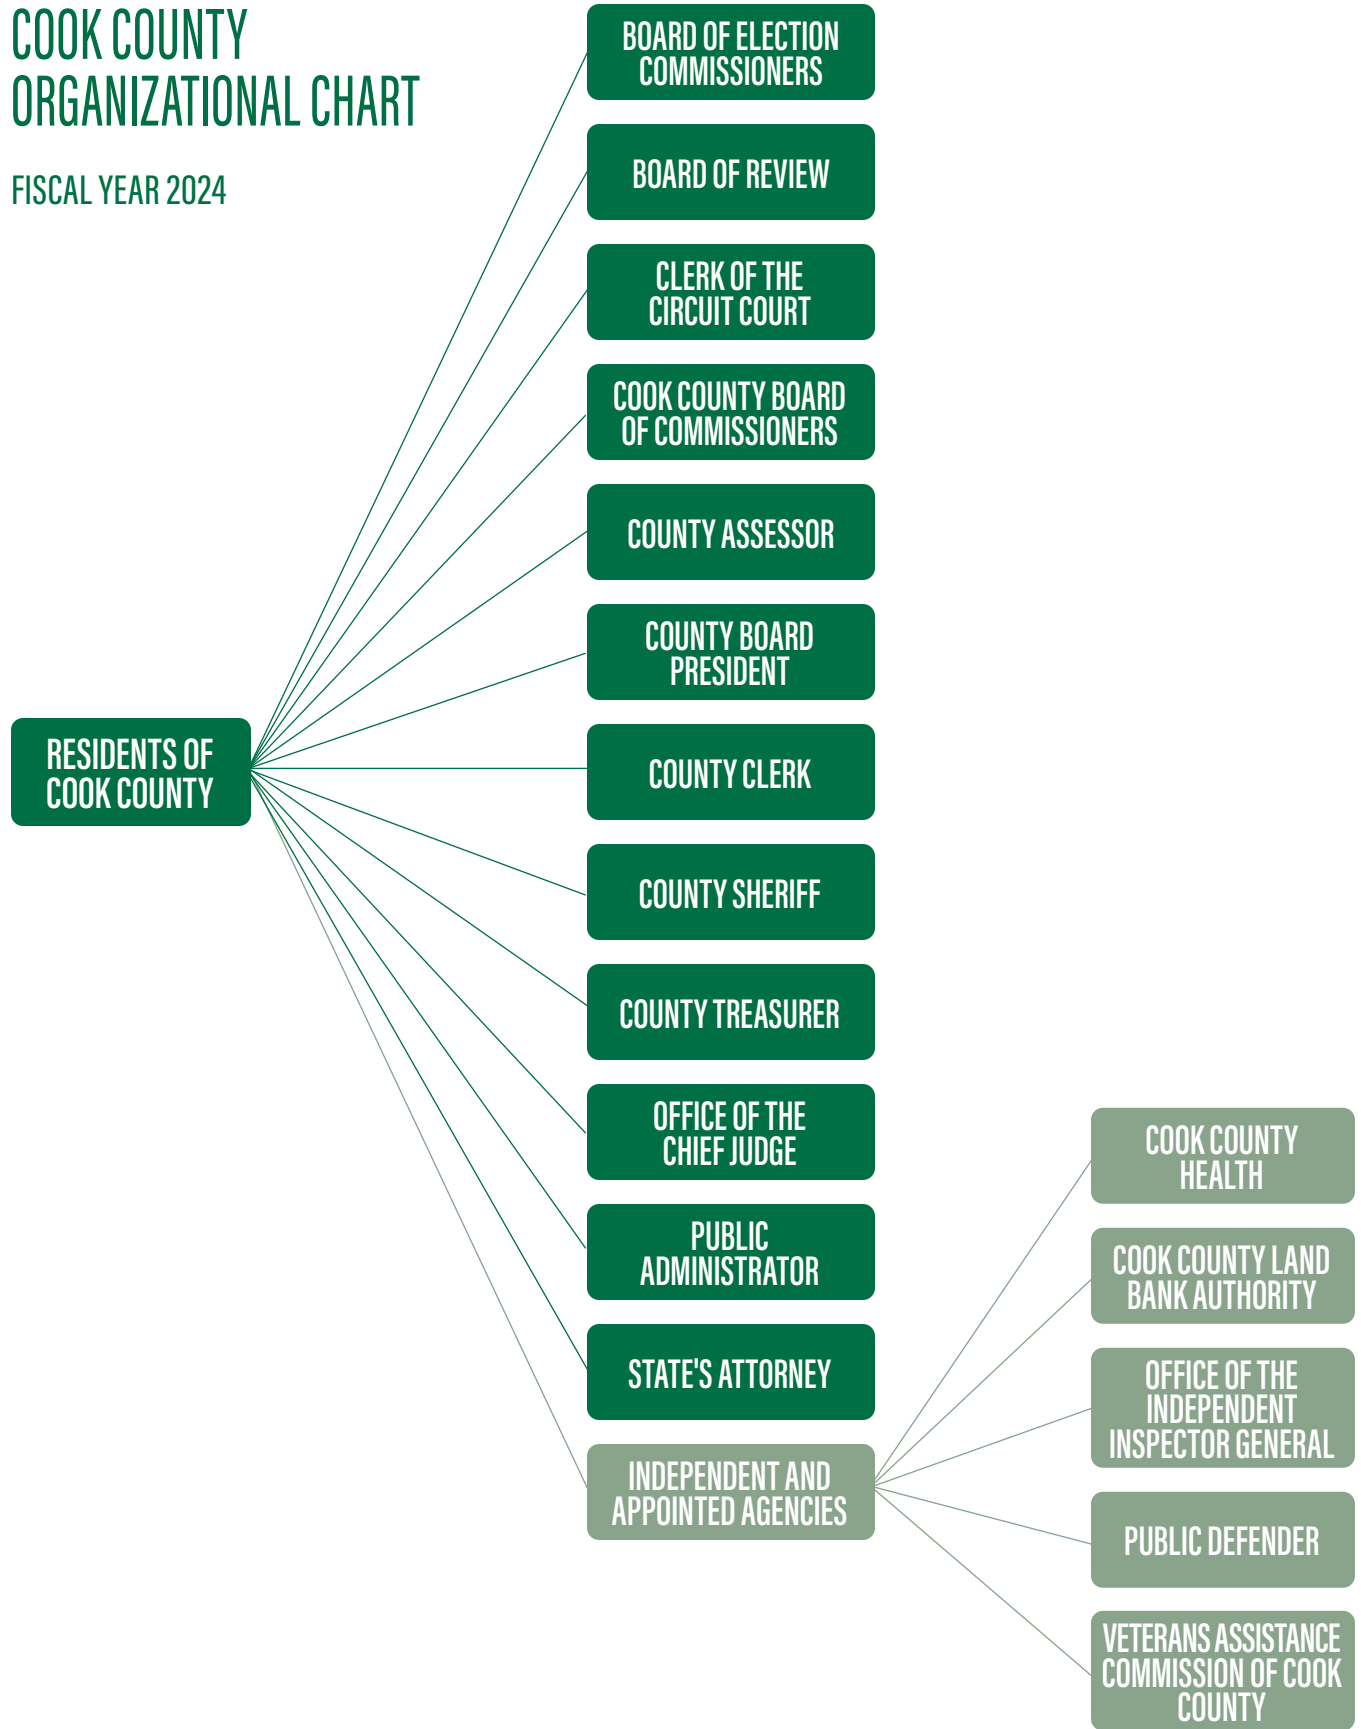 COOK COUNTY
ORGANIZATIONAL CHART
FISCAL YEAR 2024
BOARD OF ELECTION
COMMISSIONERS
BOARD OF REVIEW
CLERK OF THE
CIRCUIT COURT
COOK COUNTY BOARD
OF COMMISSIONERS
COUNTY ASSESSOR
COUNTY BOARD
PRESIDENT
RESIDENTS OF
COOK COUNTY
COUNTY CLERK
COUNTY SHERIFF
COUNTY TREASURER
OFFICE OF THE
CHIEF JUDGE
PUBLIC
ADMINISTRATOR
STATE'S ATTORNEY
INDEPENDENT AND
APPOINTED AGENCIES
COOK COUNTY
HEALTH
COOK COUNTY LAND
BANK AUTHORITY
OFFICE OF THE
INDEPENDENT
INSPECTOR GENERAL
PUBLIC DEFENDER
VETERANS ASSISTANCE
COMMISSION OF COOK
COUNTY